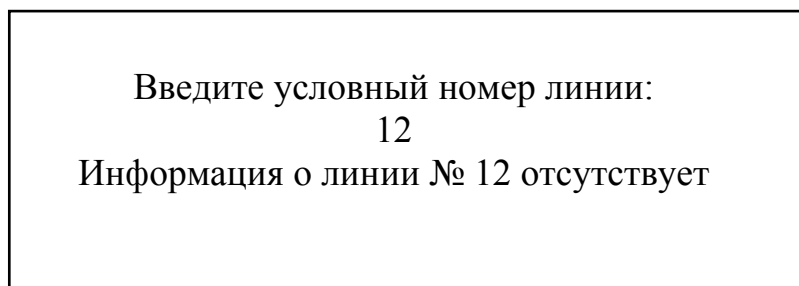 Введите условный номер линии:
12
Информация о линии № 12 отсутствует